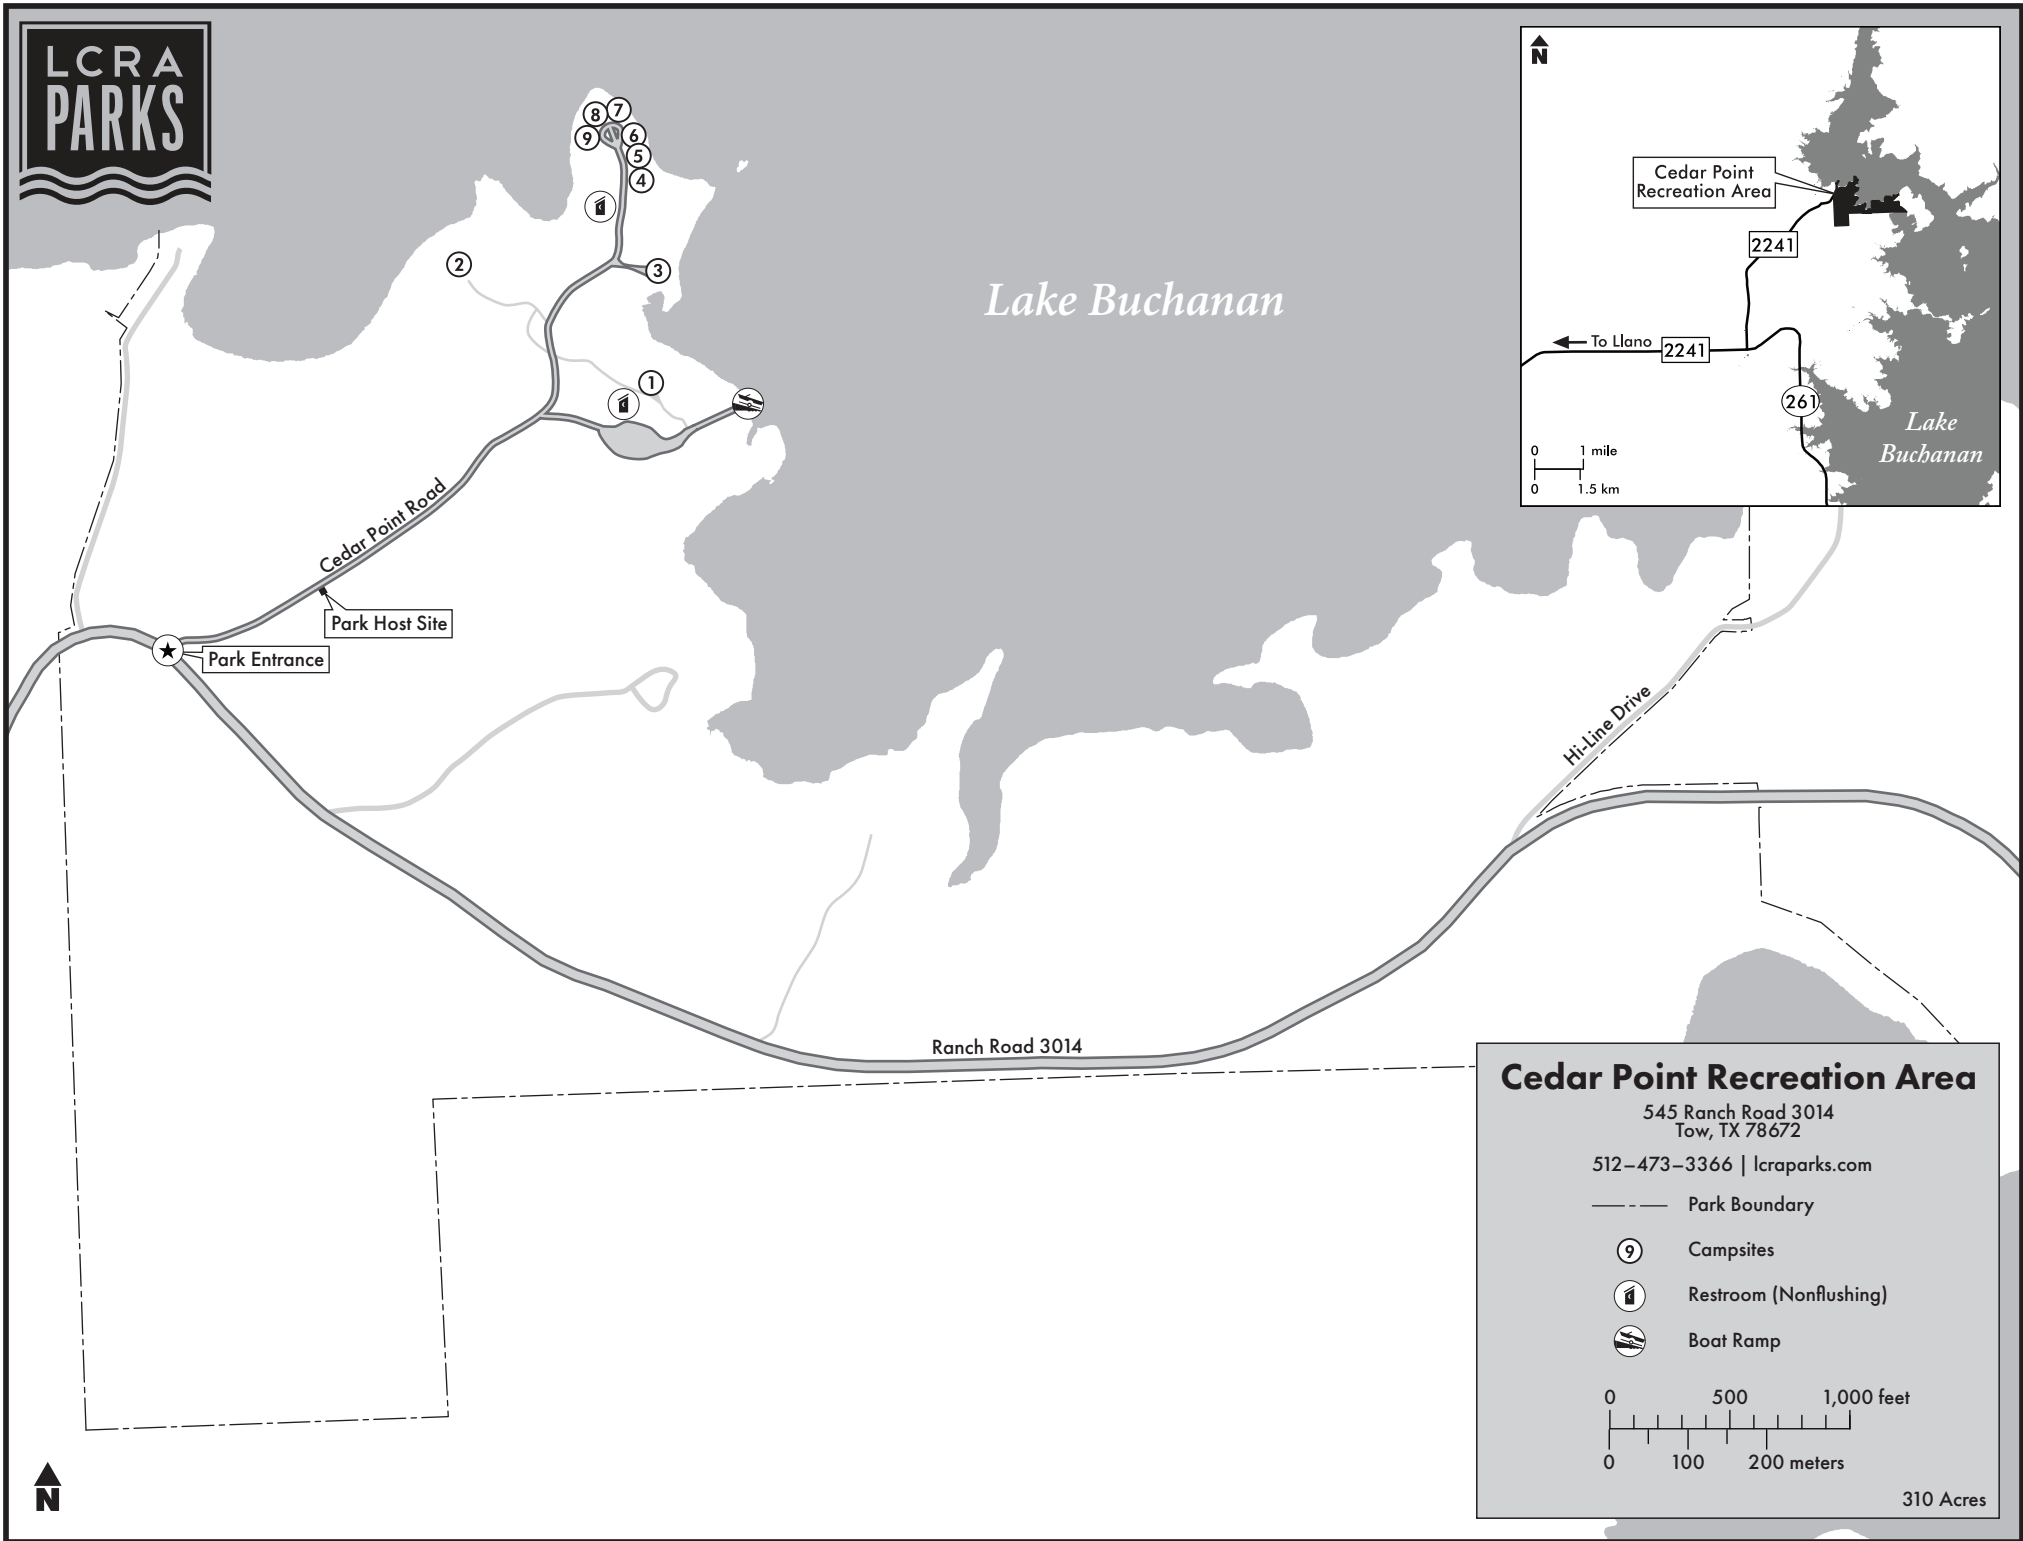 LCRA
PARKS
8
7
9
6
5
4
2
3
1
Lake Buchanan
Cedar Point Road
Park Host Site
Park Entrance
Hi-Line Drive
Ranch Road 3014
N
N
Cedar Point
Recreation Area
2241
To Llano
2241
261
Lake
Buchanan
0 1 mile
0 1.5 km
Cedar Point Recreation Area
545 Ranch Road 3014
Tow, TX 78672
512–473–3366 | lcraparks.com
Park Boundary
9 Campsites
Restroom (Nonflushing)
Boat Ramp
0 500 1,000 feet
0 100 200 meters
310 Acres